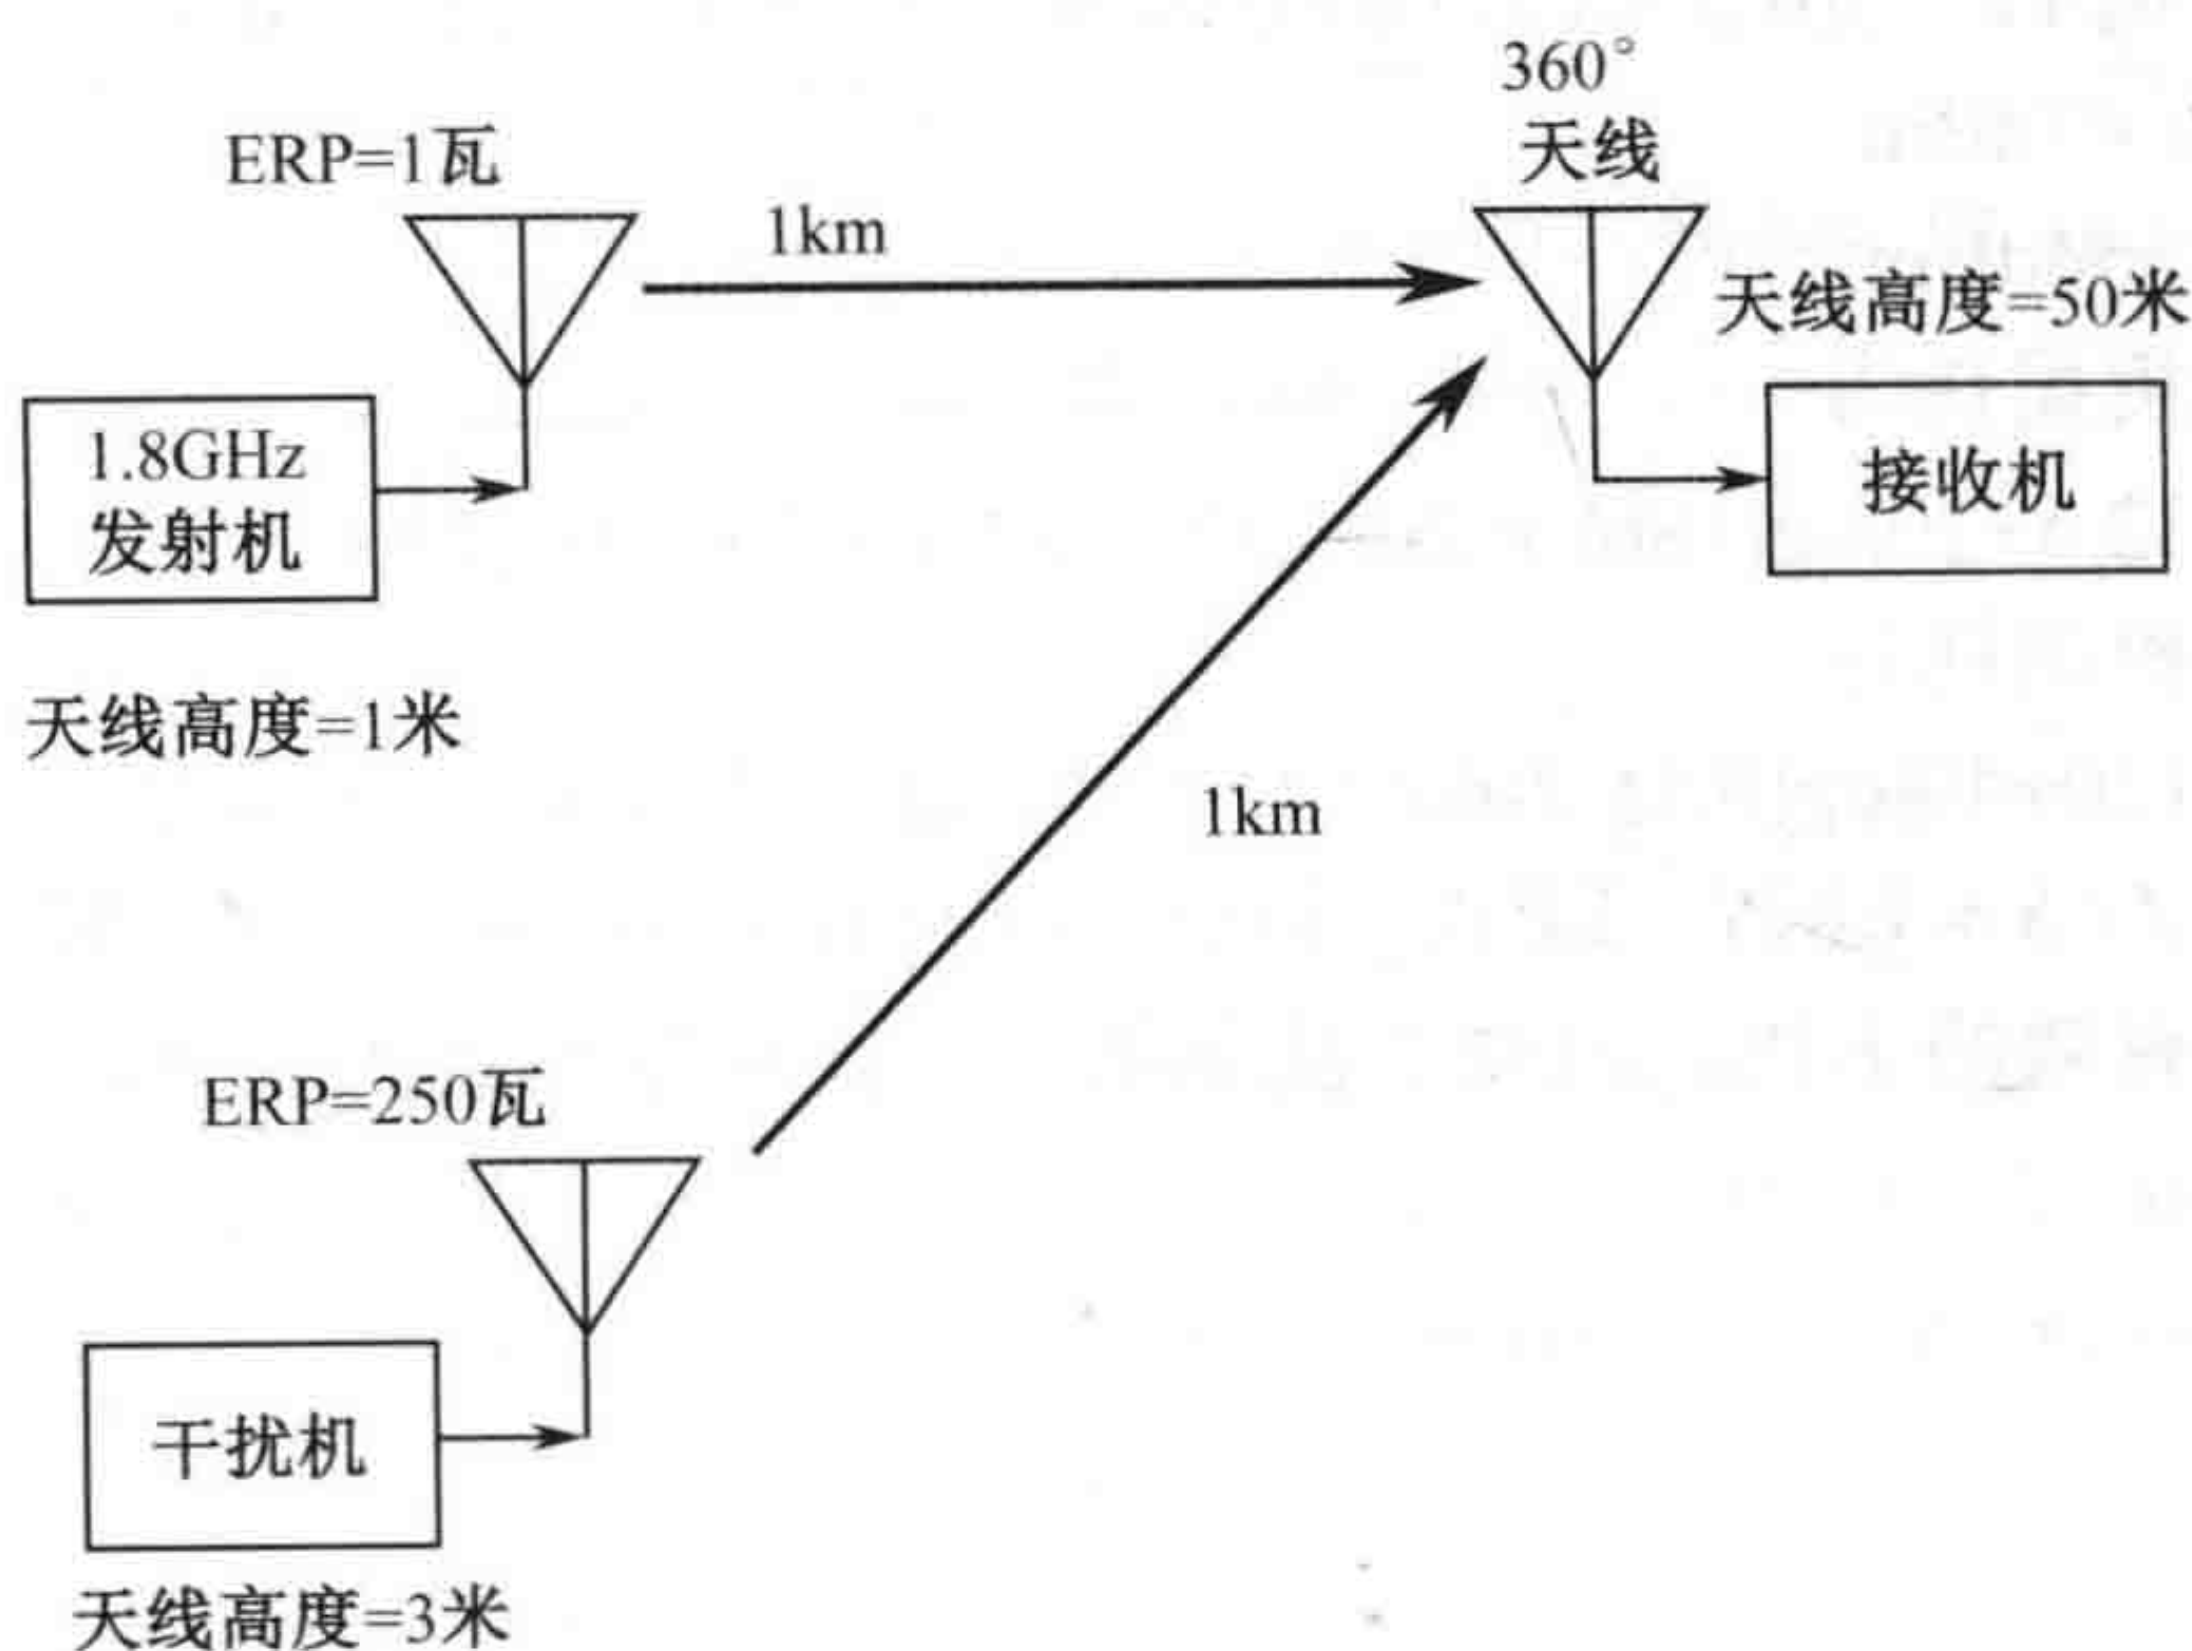 360°
天线
ERP=1瓦
1km
天线高度=50米
1.8GHz
发射机
接收机
天线高度=1米
1km
ERP=250瓦
干扰机
天线高度=3米